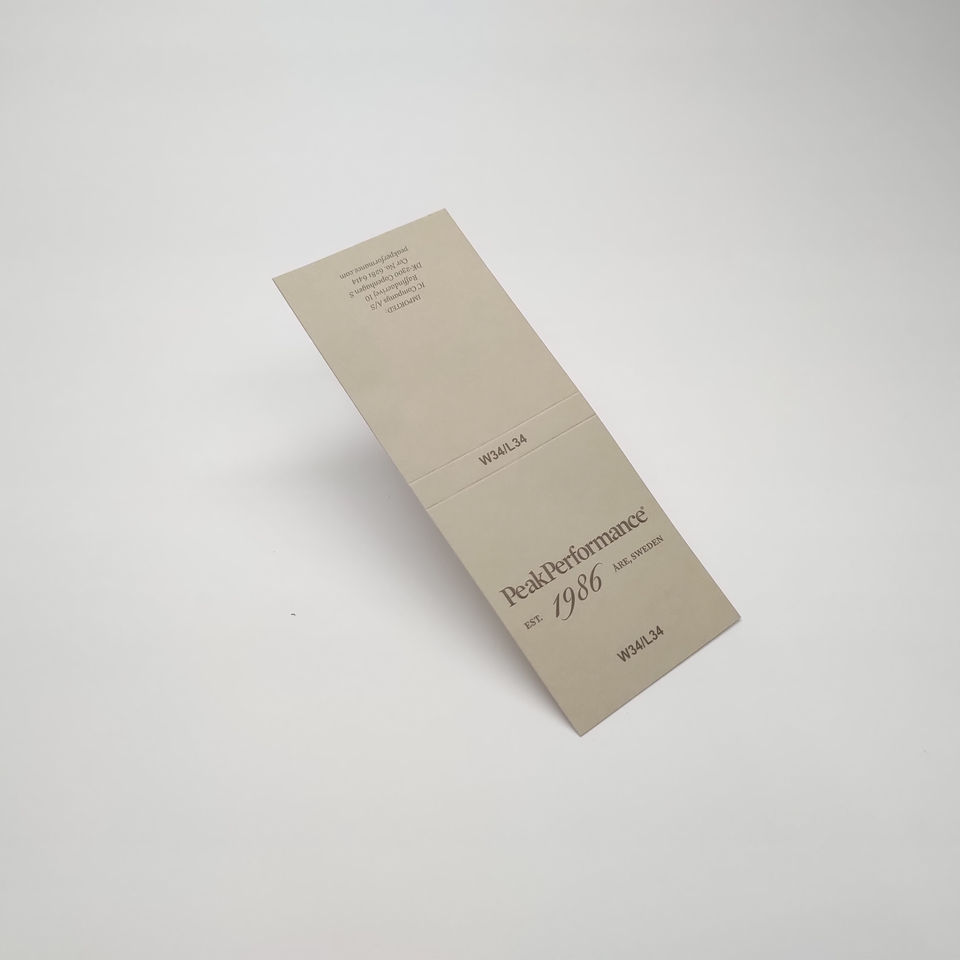 IMPORTED:
IC Companys A/S
Raffinaderivej 10
DK-2300 Copenhagen S
Cvr No. 6281 6414
peakperformance.com
W34/L34
PeakPerformance®
EST. 1986 ÅRE, SWEDEN
W34/L34